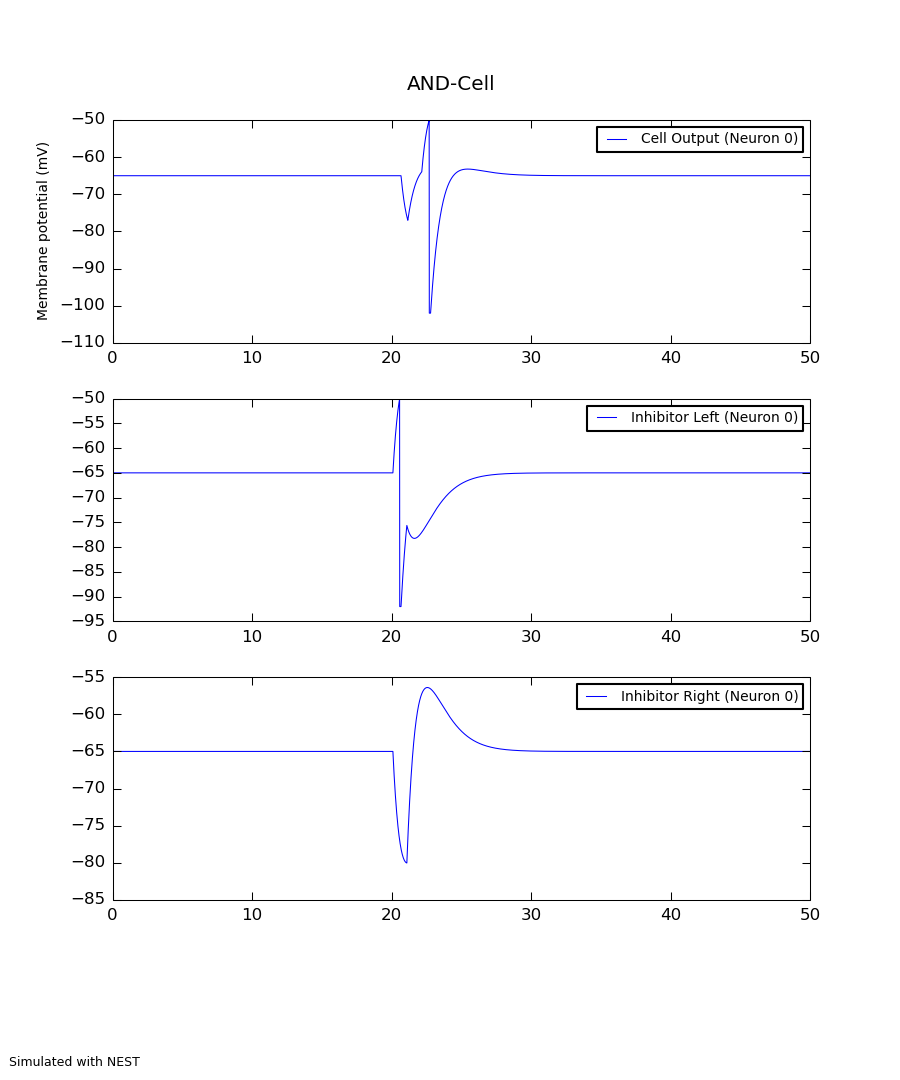 AND-Cell
Membrane potential (mV)
−50
−60
−70
−80
−90
−100
−110
Cell Output (Neuron 0)
0 10 20 30 40 50
−50
−55
−60
−65
−70
−75
−80
−85
−90
−95
Inhibitor Left (Neuron 0)
0 10 20 30 40 50
−55
−60
−65
−70
−75
−80
−85
Inhibitor Right (Neuron 0)
0 10 20 30 40 50
Simulated with NEST